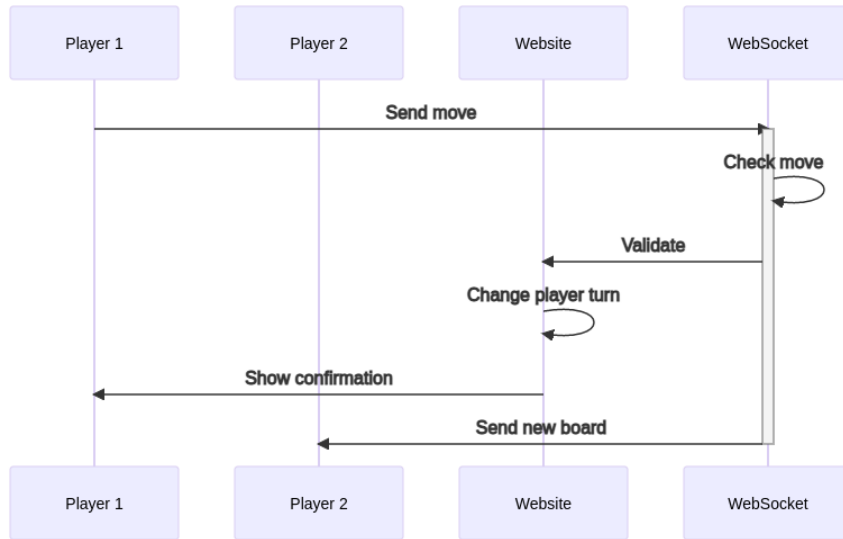 Player 1
Player 2
Website
WebSocket
Send move
Check move
Validate
Change player turn
Show confirmation
Send new board
Player 1
Player 2
Website
WebSocket